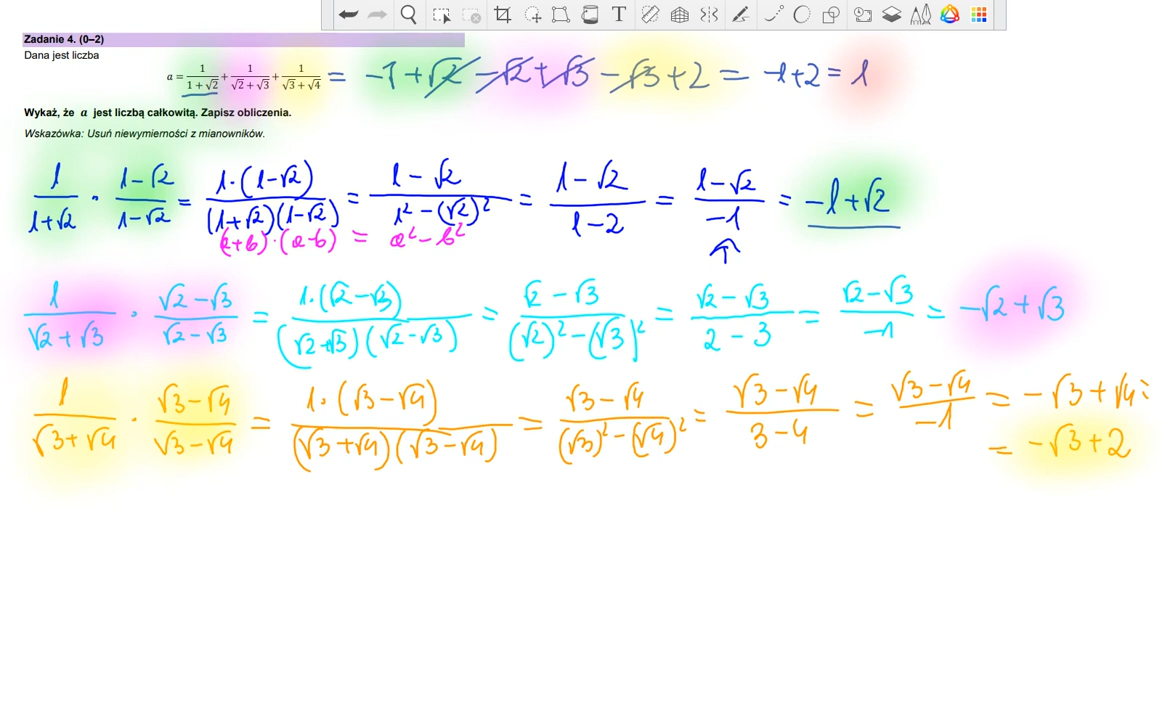 Zadanie 4. (0–2)
Dana jest liczba
a = 1/(1+√2) + 1/(√2+√3) + 1/(√3+√4) = -1+√2 -√2+√3 -√3+2 = -1+2 = 1
Wykaż, że a jest liczbą całkowitą. Zapisz obliczenia.
Wskazówka: Usuń niewymierności z mianowników.
1/(1+√2) · (1-√2)/(1-√2) = 1·(1-√2)/((1+√2)(1-√2)) = (1-√2)/(1²-(√2)²) = (1-√2)/(1-2) = (1-√2)/(-1) = -1+√2
(a+b)·(a-b) = a²-b²
1/(√2+√3) · (√2-√3)/(√2-√3) = 1·(√2-√3)/((√2+√3)(√2-√3)) = (√2-√3)/((√2)²-(√3)²) = (√2-√3)/(2-3) = (√2-√3)/(-1) = -√2+√3
1/(√3+√4) · (√3-√4)/(√3-√4) = 1·(√3-√4)/((√3+√4)(√3-√4)) = (√3-√4)/((√3)²-(√4)²) = (√3-√4)/(3-4) = (√3-√4)/(-1) = -√3+√4=
= -√3+2